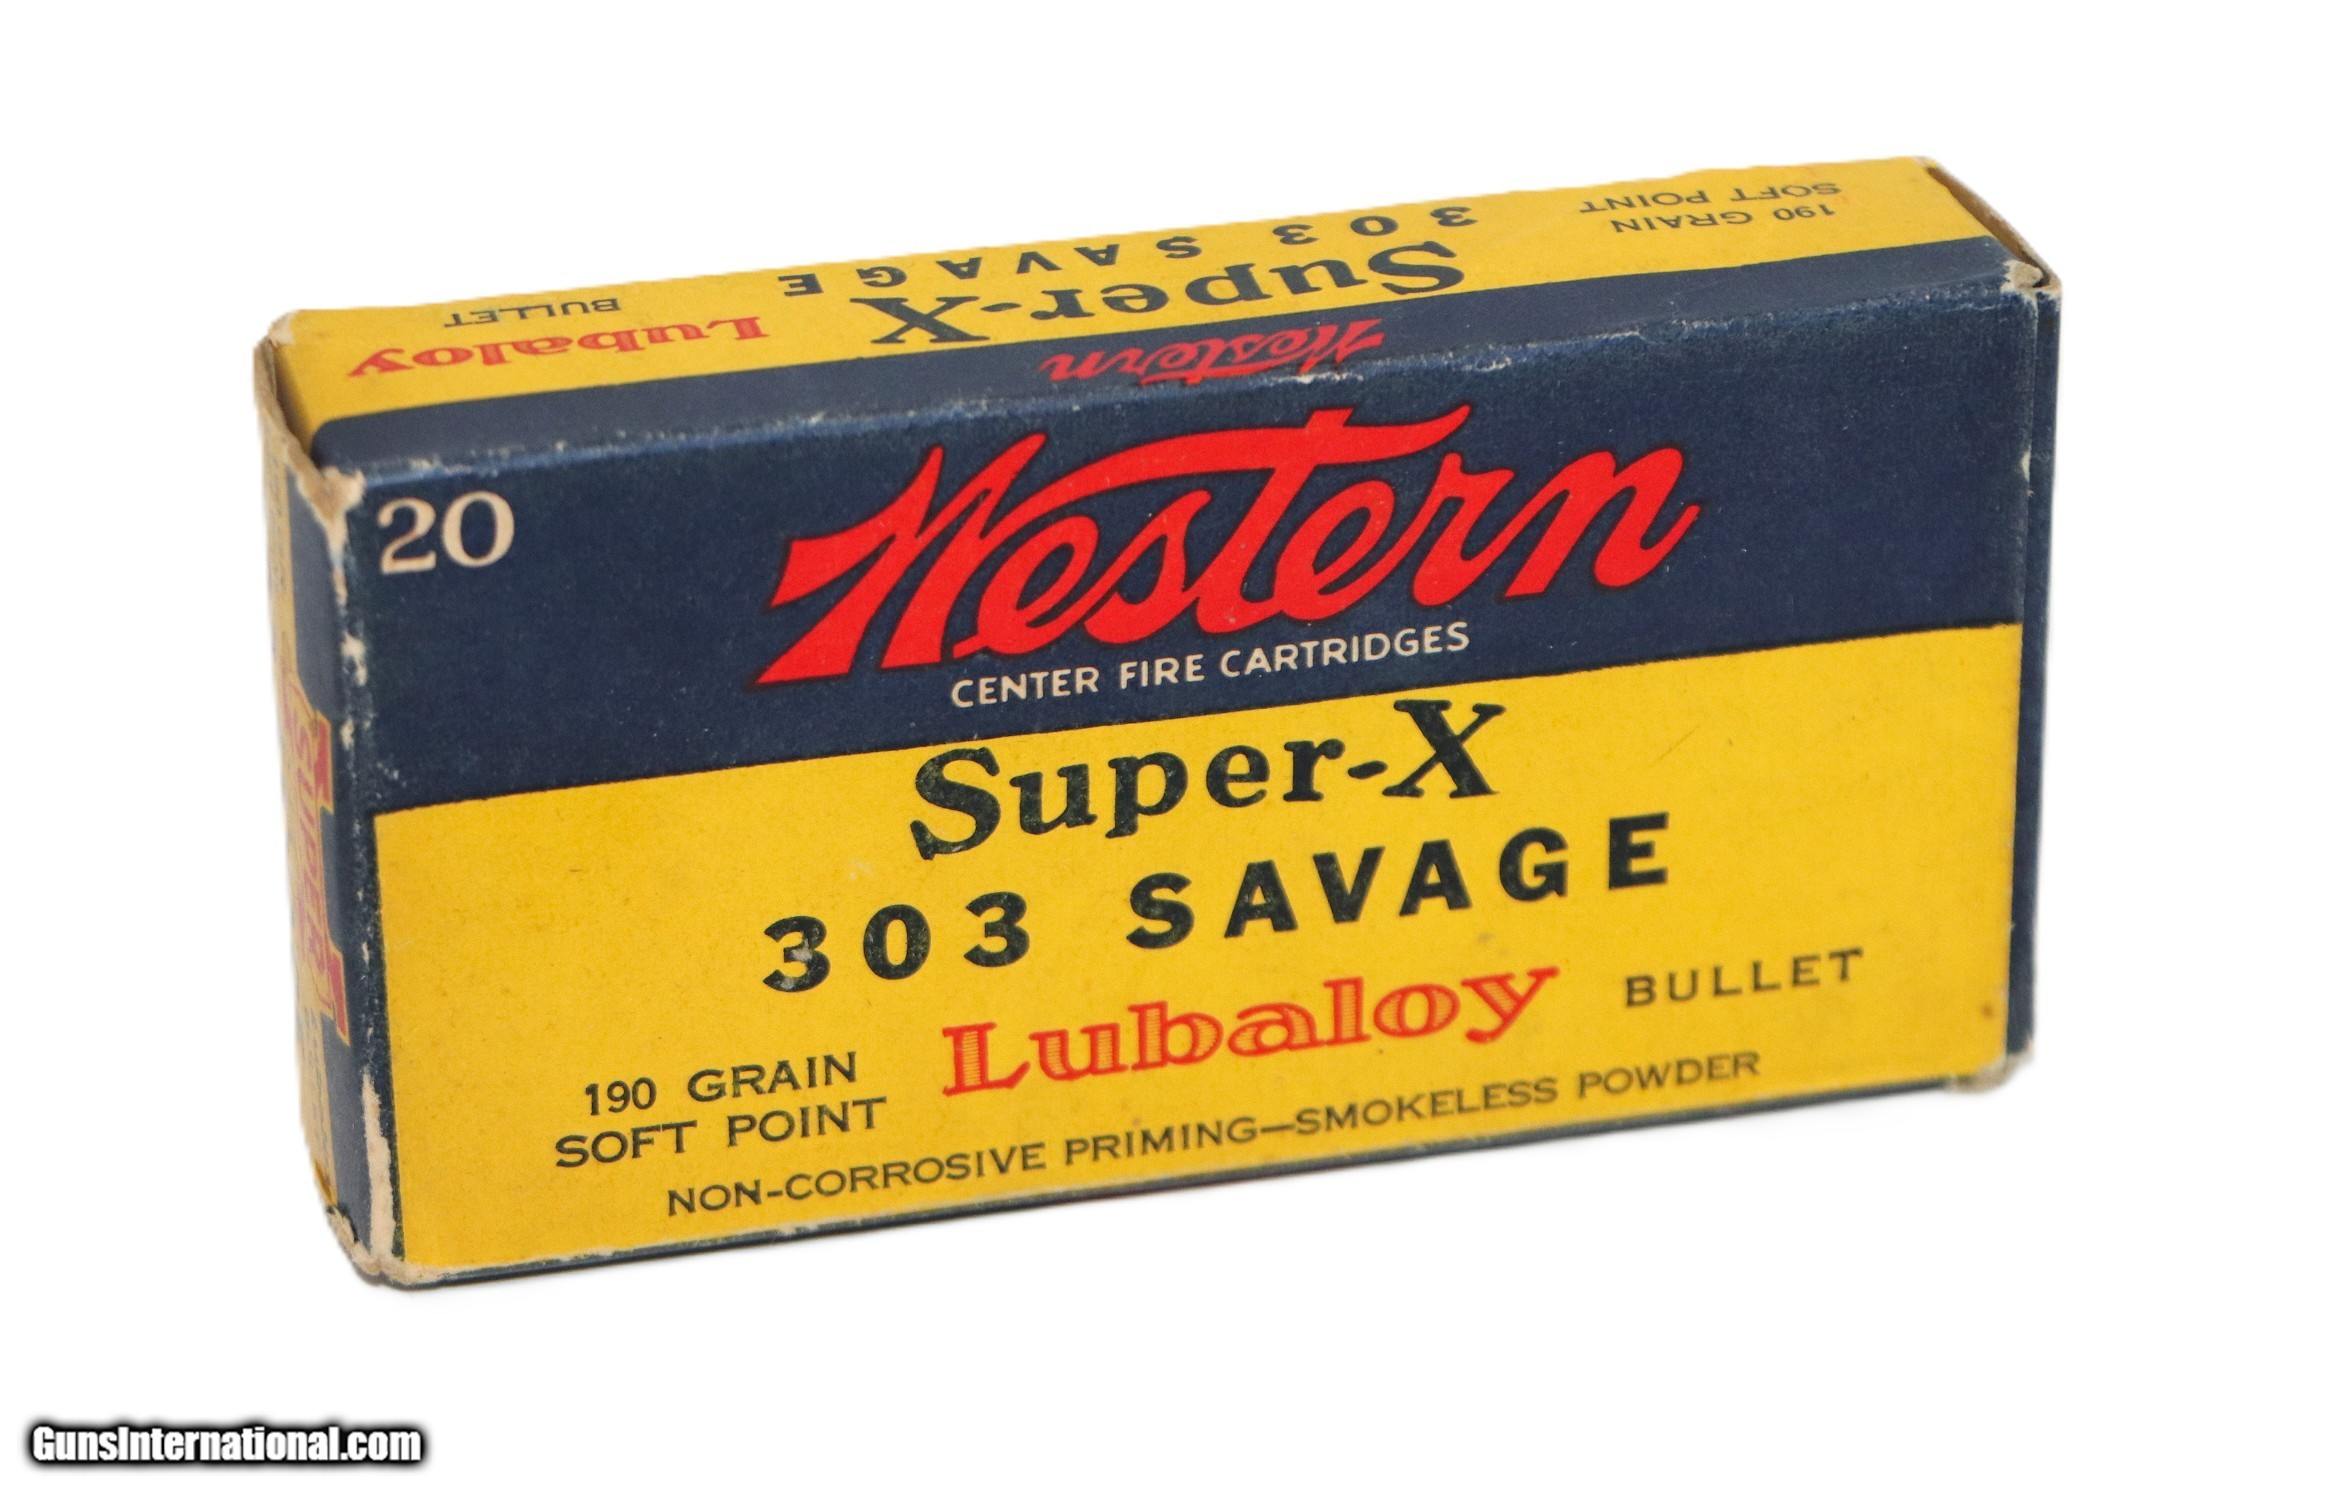 190 GRAIN
SOFT POINT
303 SAVAGE
Super-X
Lubaloy
BULLET
Western
20
Western
CENTER FIRE CARTRIDGES
Super-X
303 SAVAGE
190 GRAIN
SOFT POINT
Lubaloy BULLET
NON-CORROSIVE PRIMING—SMOKELESS POWDER
GunsInternational.com